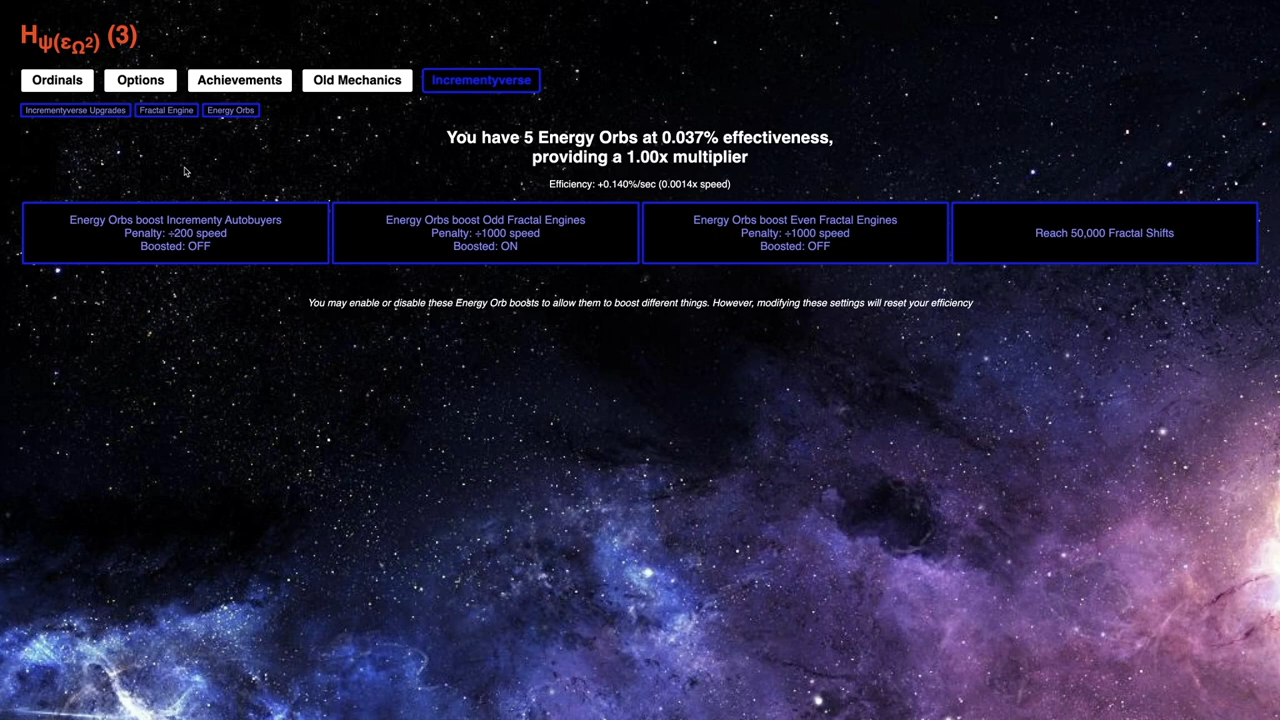 H_ψ(ε_Ω²) (3)
Ordinals Options Achievements Old Mechanics Incrementyverse
Incrementyverse Upgrades Fractal Engine Energy Orbs
You have 5 Energy Orbs at 0.037% effectiveness,
providing a 1.00x multiplier
Efficiency: +0.140%/sec (0.0014x speed)
Energy Orbs boost Incrementy Autobuyers
Penalty: ÷200 speed
Boosted: OFF
Energy Orbs boost Odd Fractal Engines
Penalty: ÷1000 speed
Boosted: ON
Energy Orbs boost Even Fractal Engines
Penalty: ÷1000 speed
Boosted: OFF
Reach 50,000 Fractal Shifts
You may enable or disable these Energy Orb boosts to allow them to boost different things. However, modifying these settings will reset your efficiency